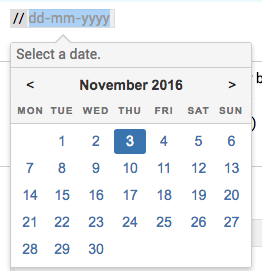 // dd-mm-yyyy
Select a date.
< November 2016 >
MON TUE WED THU FRI SAT SUN
1 2 3 4 5 6
7 8 9 10 11 12 13
14 15 16 17 18 19 20
21 22 23 24 25 26 27
28 29 30